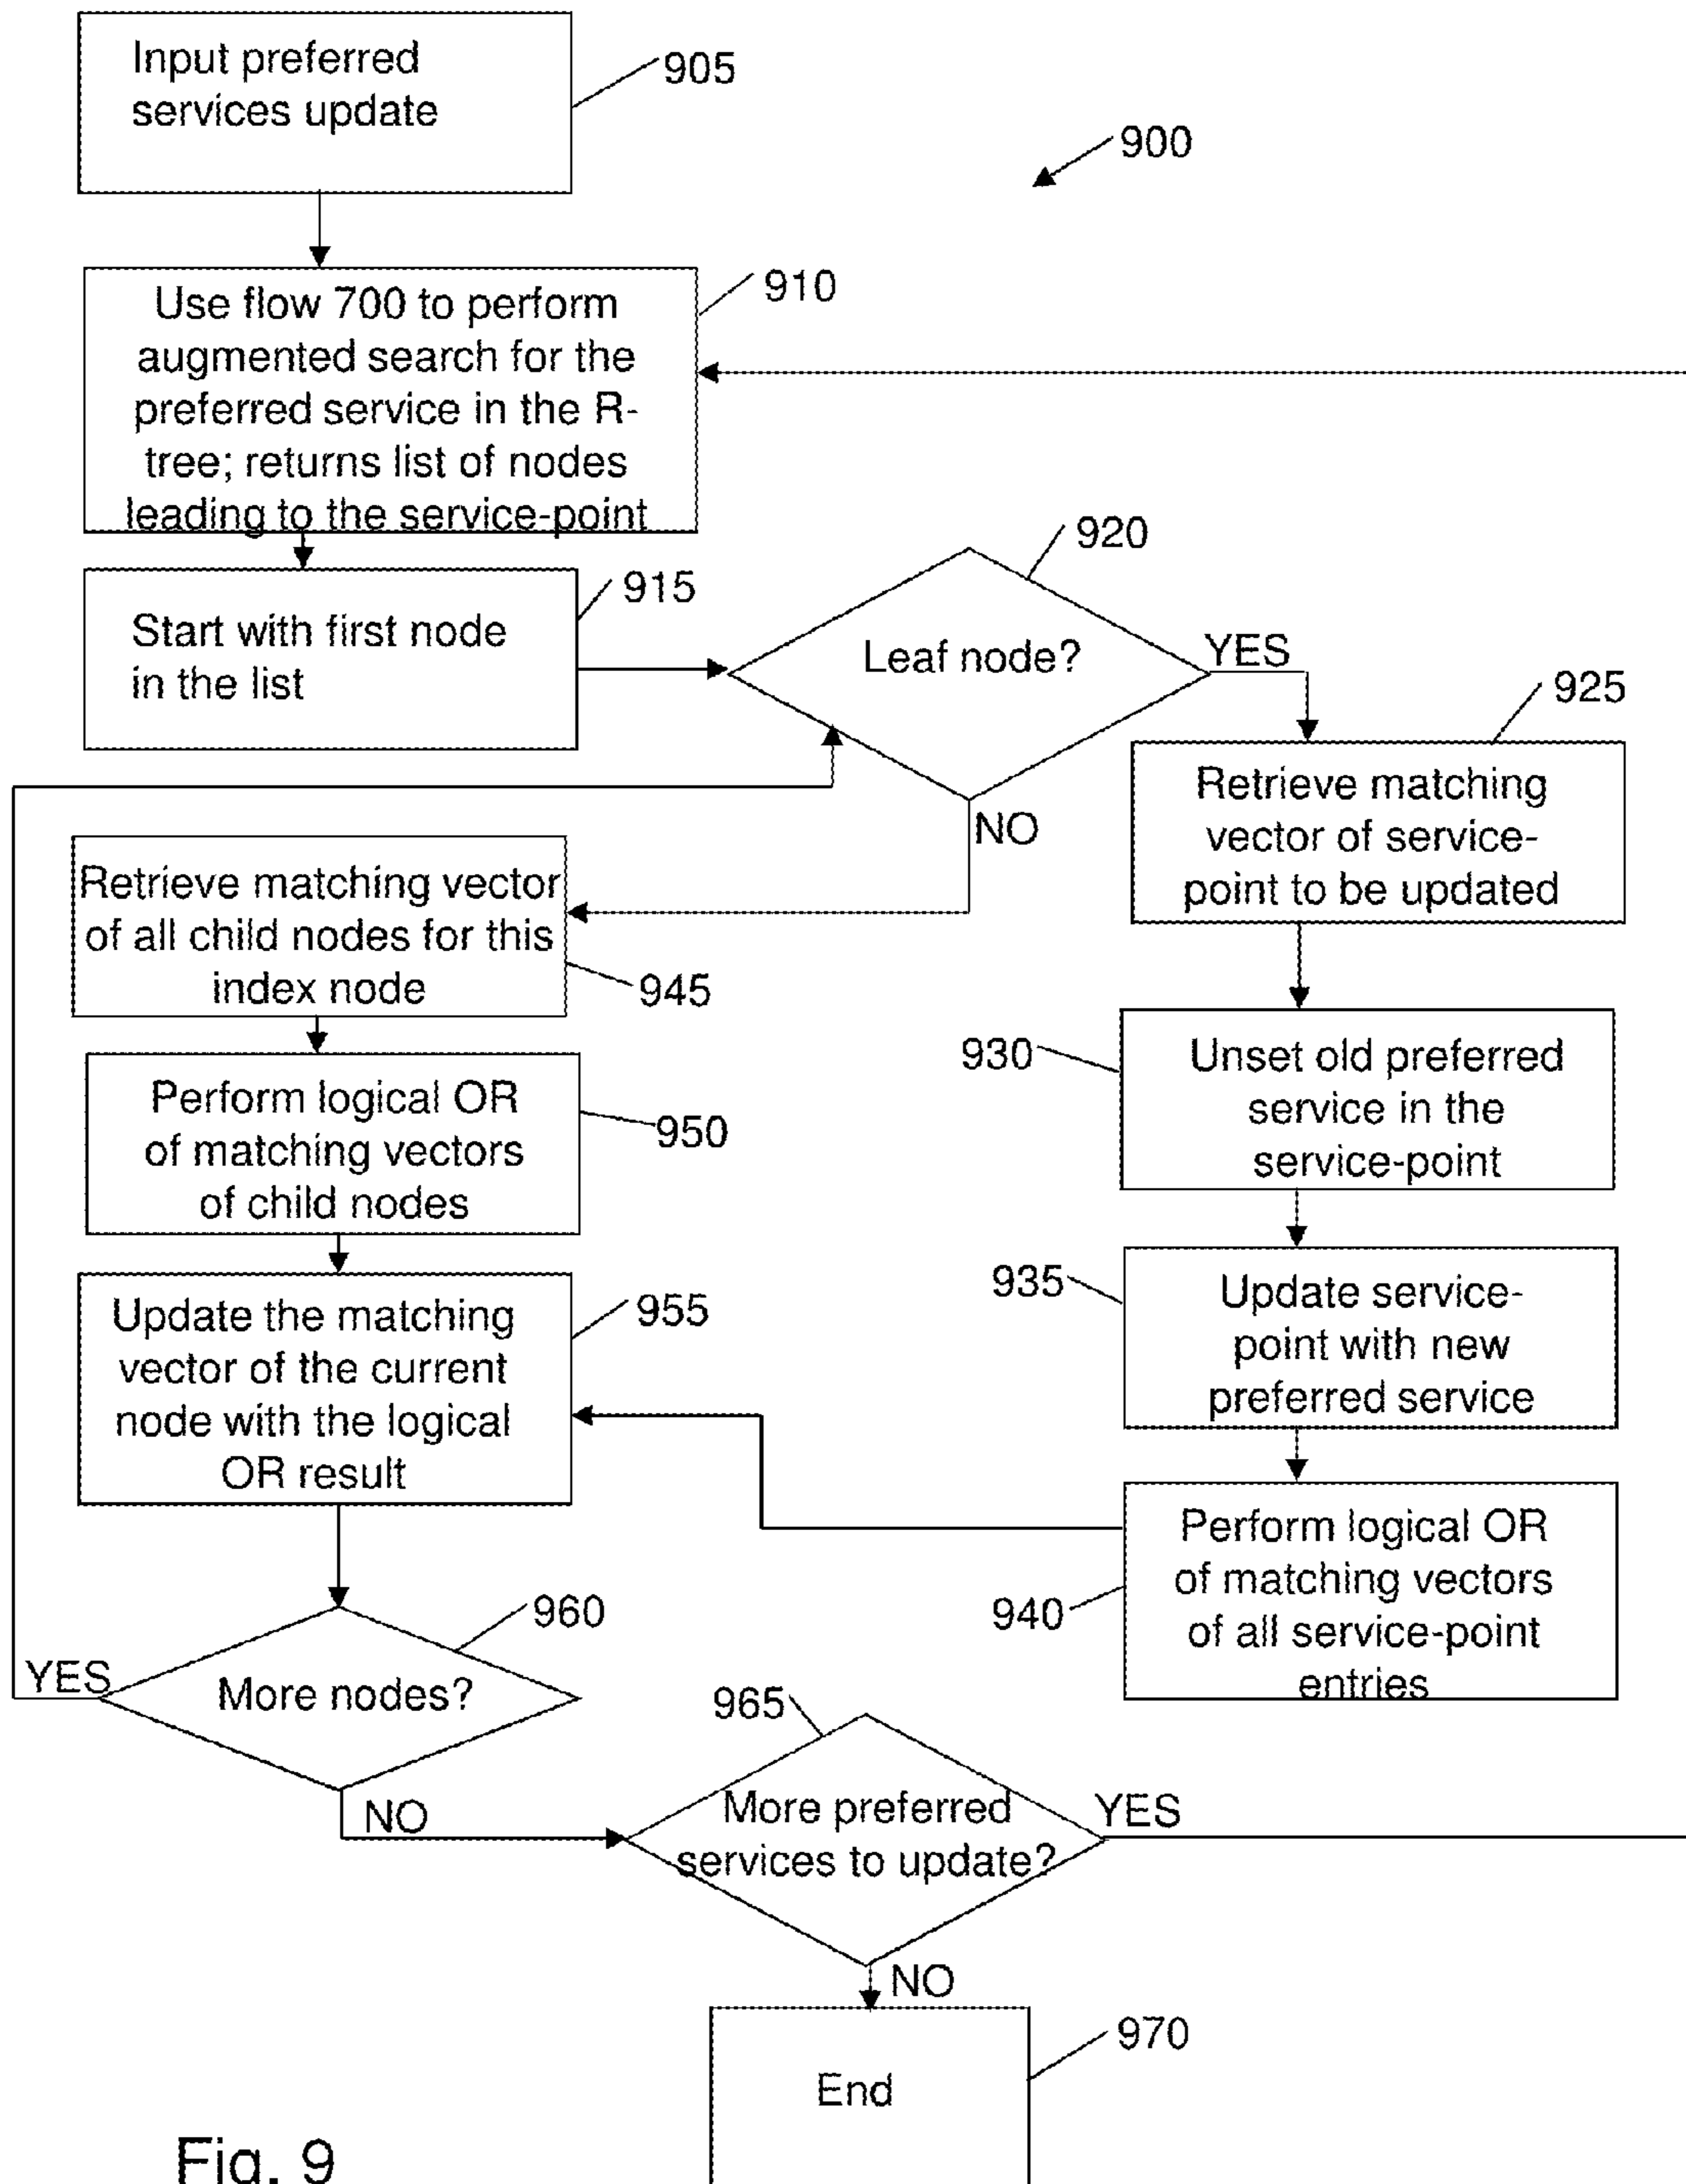 Input preferred
services update
905
900
Use flow 700 to perform
augmented search for the
preferred service in the R-
tree; returns list of nodes
leading to the service-point
910
Start with first node
in the list
915
Leaf node?
920
YES
NO
Retrieve matching
vector of service-
point to be updated
925
Retrieve matching vector
of all child nodes for this
index node
945
Unset old preferred
service in the
service-point
930
Perform logical OR
of matching vectors
of child nodes
950
Update service-
point with new
preferred service
935
Update the matching
vector of the current
node with the logical
OR result
955
Perform logical OR
of matching vectors
of all service-point
entries
940
More nodes?
960
YES
NO
More preferred
services to update?
965
YES
NO
End
970
Fig. 9